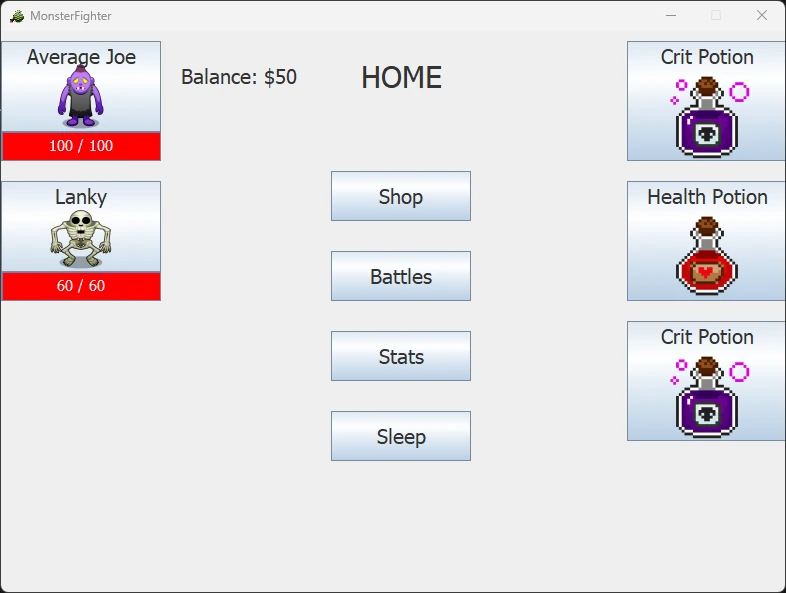 MonsterFighter
Average Joe
100 / 100
Lanky
60 / 60
Balance: $50
HOME
Shop
Battles
Stats
Sleep
Crit Potion
Health Potion
Crit Potion